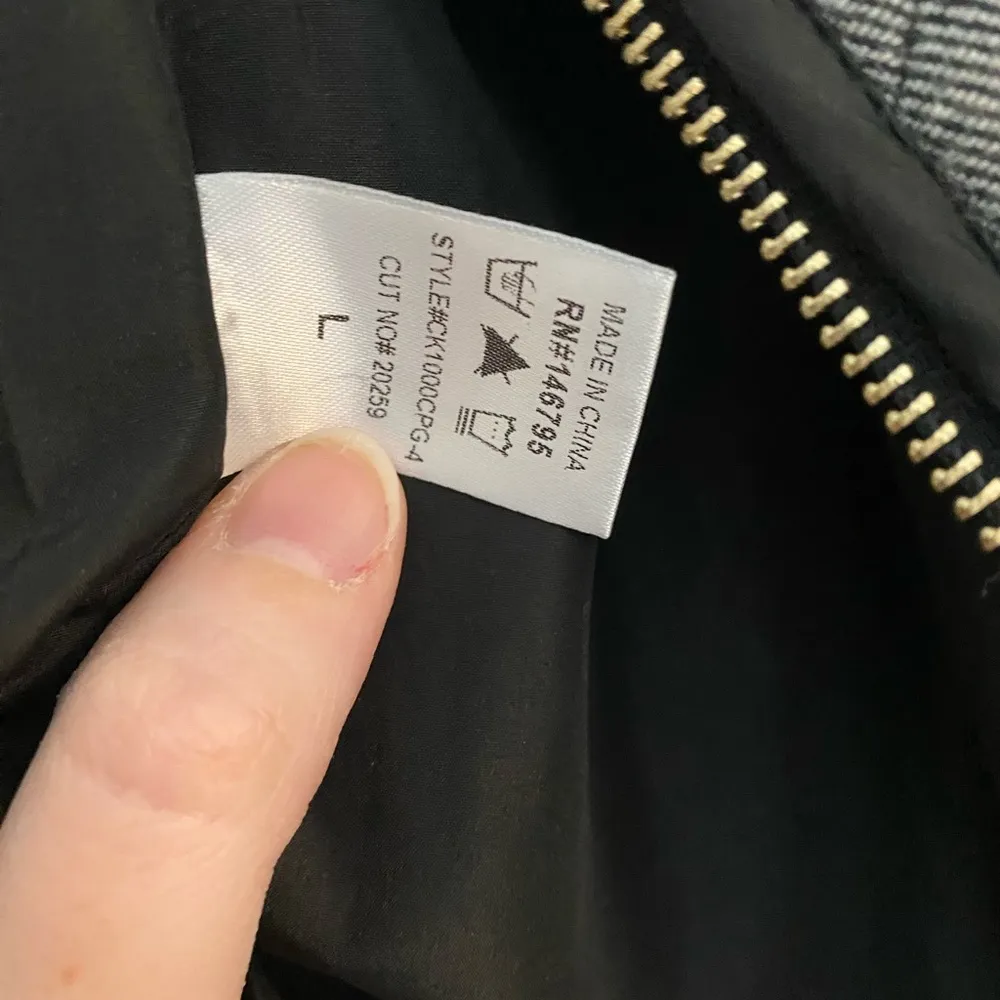 MADE IN CHINA
RN#146795
STYLE#CK1000CPG-4
CUT NO# 20259
L